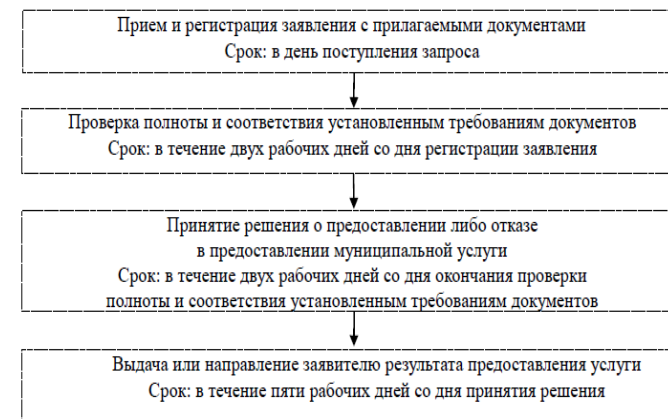 Прием и регистрация заявления с прилагаемыми документами
Срок: в день поступления запроса
Проверка полноты и соответствия установленным требованиям документов
Срок: в течение двух рабочих дней со дня регистрации заявления
Принятие решения о предоставлении либо отказе
в предоставлении муниципальной услуги
Срок: в течение двух рабочих дней со дня окончания проверки
полноты и соответствия установленным требованиям документов
Выдача или направление заявителю результата предоставления услуги
Срок: в течение пяти рабочих дней со дня принятия решения